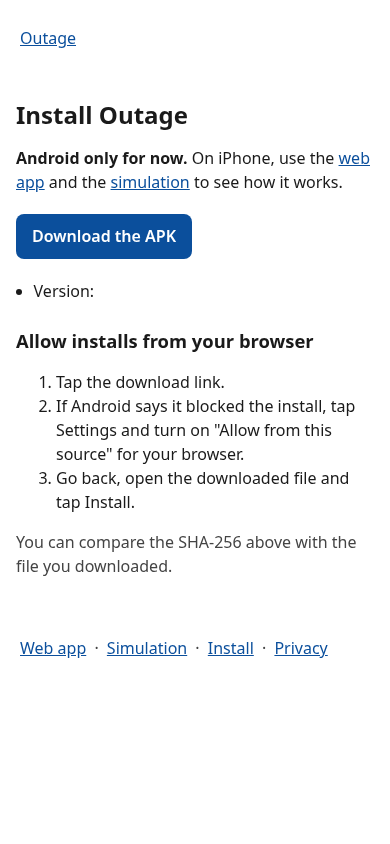 Outage
Install Outage
Android only for now. On iPhone, use the web
app and the simulation to see how it works.
Download the APK
• Version:
Allow installs from your browser
1. Tap the download link.
2. If Android says it blocked the install, tap
Settings and turn on "Allow from this
source" for your browser.
3. Go back, open the downloaded file and
tap Install.
You can compare the SHA-256 above with the
file you downloaded.
Web app · Simulation · Install · Privacy